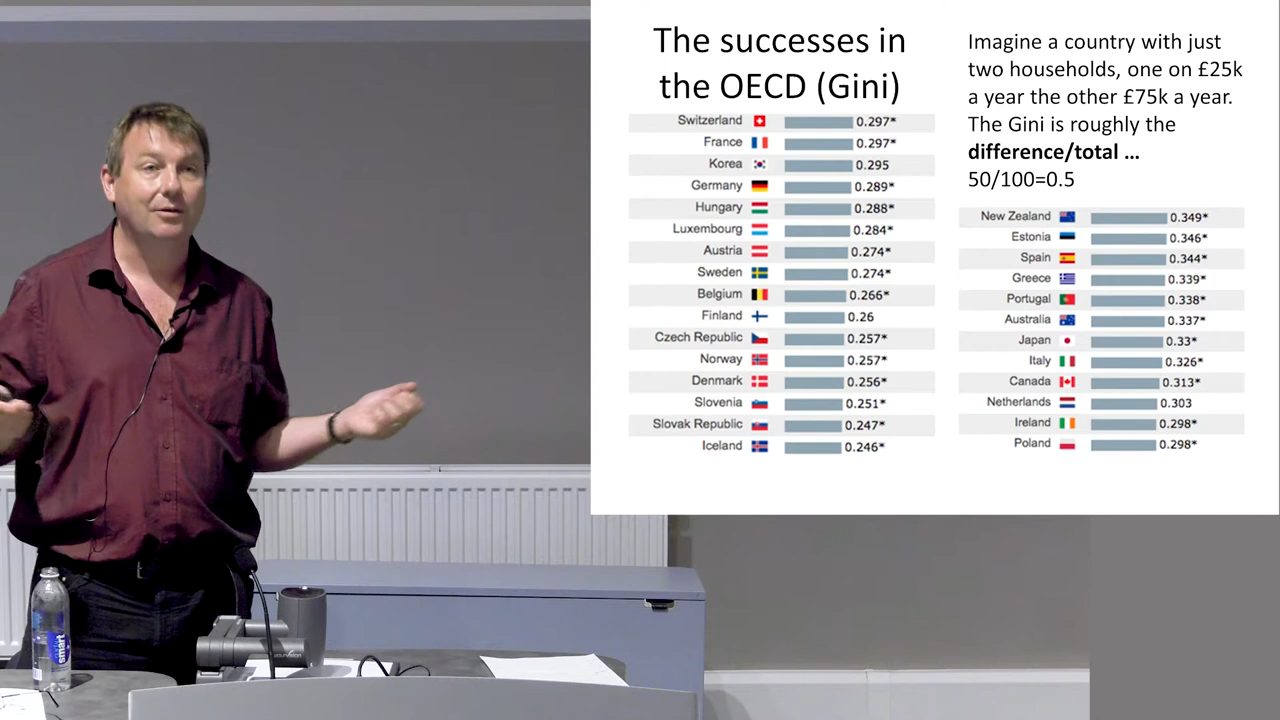 The successes in
the OECD (Gini)
Switzerland 0.297*
France 0.297*
Korea 0.295
Germany 0.289*
Hungary 0.288*
Luxembourg 0.284*
Austria 0.274*
Sweden 0.274*
Belgium 0.266*
Finland 0.26
Czech Republic 0.257*
Norway 0.257*
Denmark 0.256*
Slovenia 0.251*
Slovak Republic 0.247*
Iceland 0.246*
Imagine a country with just
two households, one on £25k
a year the other £75k a year.
The Gini is roughly the
difference/total ...
50/100=0.5
New Zealand 0.349*
Estonia 0.346*
Spain 0.344*
Greece 0.339*
Portugal 0.338*
Australia 0.337*
Japan 0.33*
Italy 0.326*
Canada 0.313*
Netherlands 0.303
Ireland 0.298*
Poland 0.298*
smart